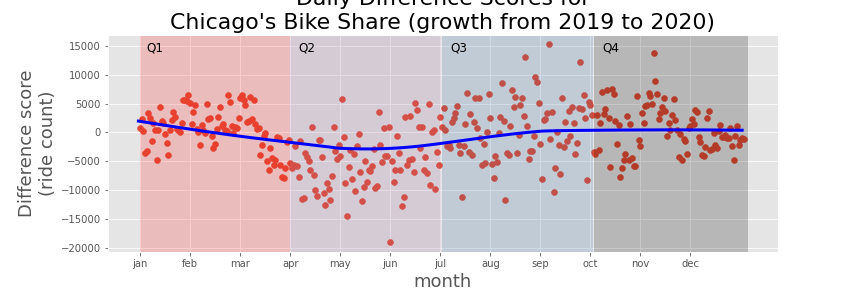 Daily Difference Scores for
Chicago's Bike Share (growth from 2019 to 2020)
Q1 Q2 Q3 Q4
15000
10000
5000
0
−5000
−10000
−15000
−20000
Difference score
(ride count)
jan feb mar apr may jun jul aug sep oct nov dec
month